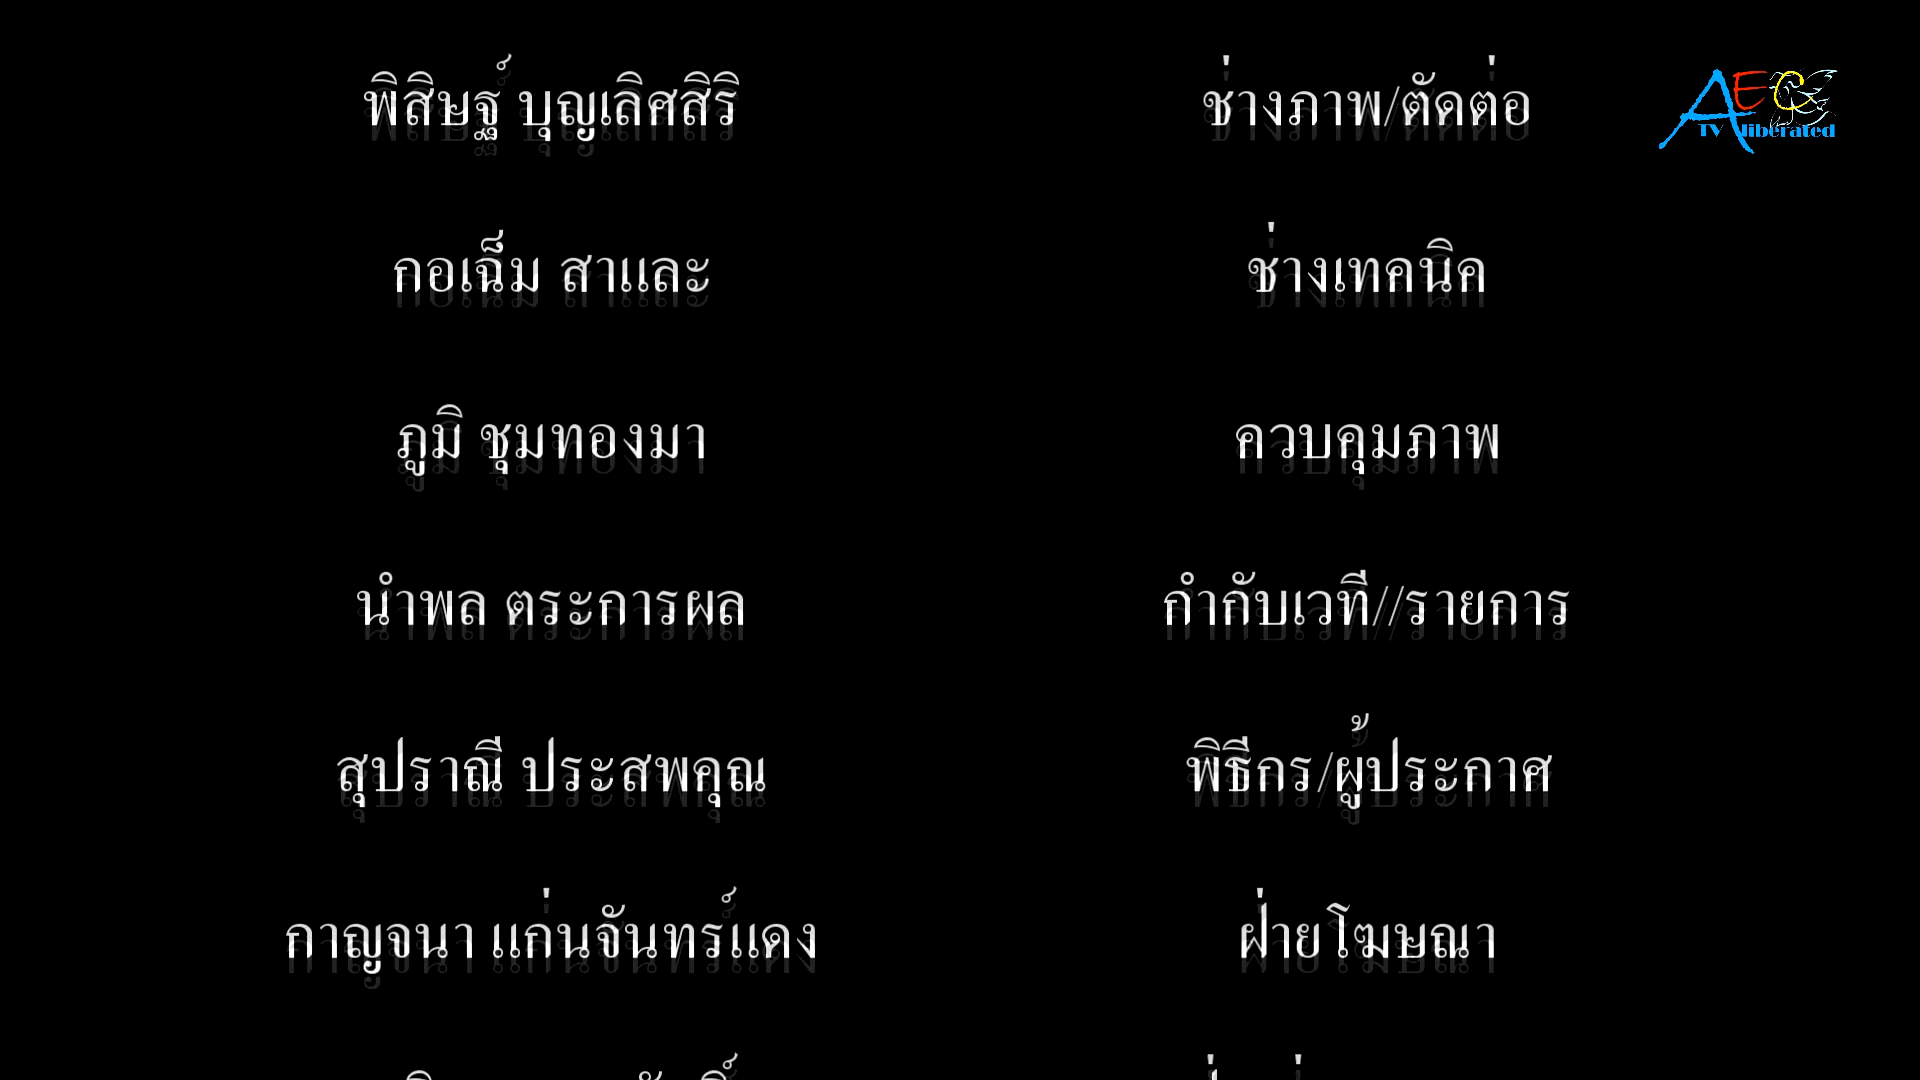 พิสิษฐ์ บุญเลิศสิริ ช่างภาพ/ตัดต่อ
AEC
TV liberated
กอเฉ็ม สาและ ช่างเทคนิค
ภูมิ ชุมทองมา ควบคุมภาพ
นำพล ตระการผล กำกับเวที//รายการ
สุปราณี ประสพคุณ พิธีกร/ผู้ประกาศ
กาญจนา แก่นจันทร์แดง ฝ่ายโฆษณา